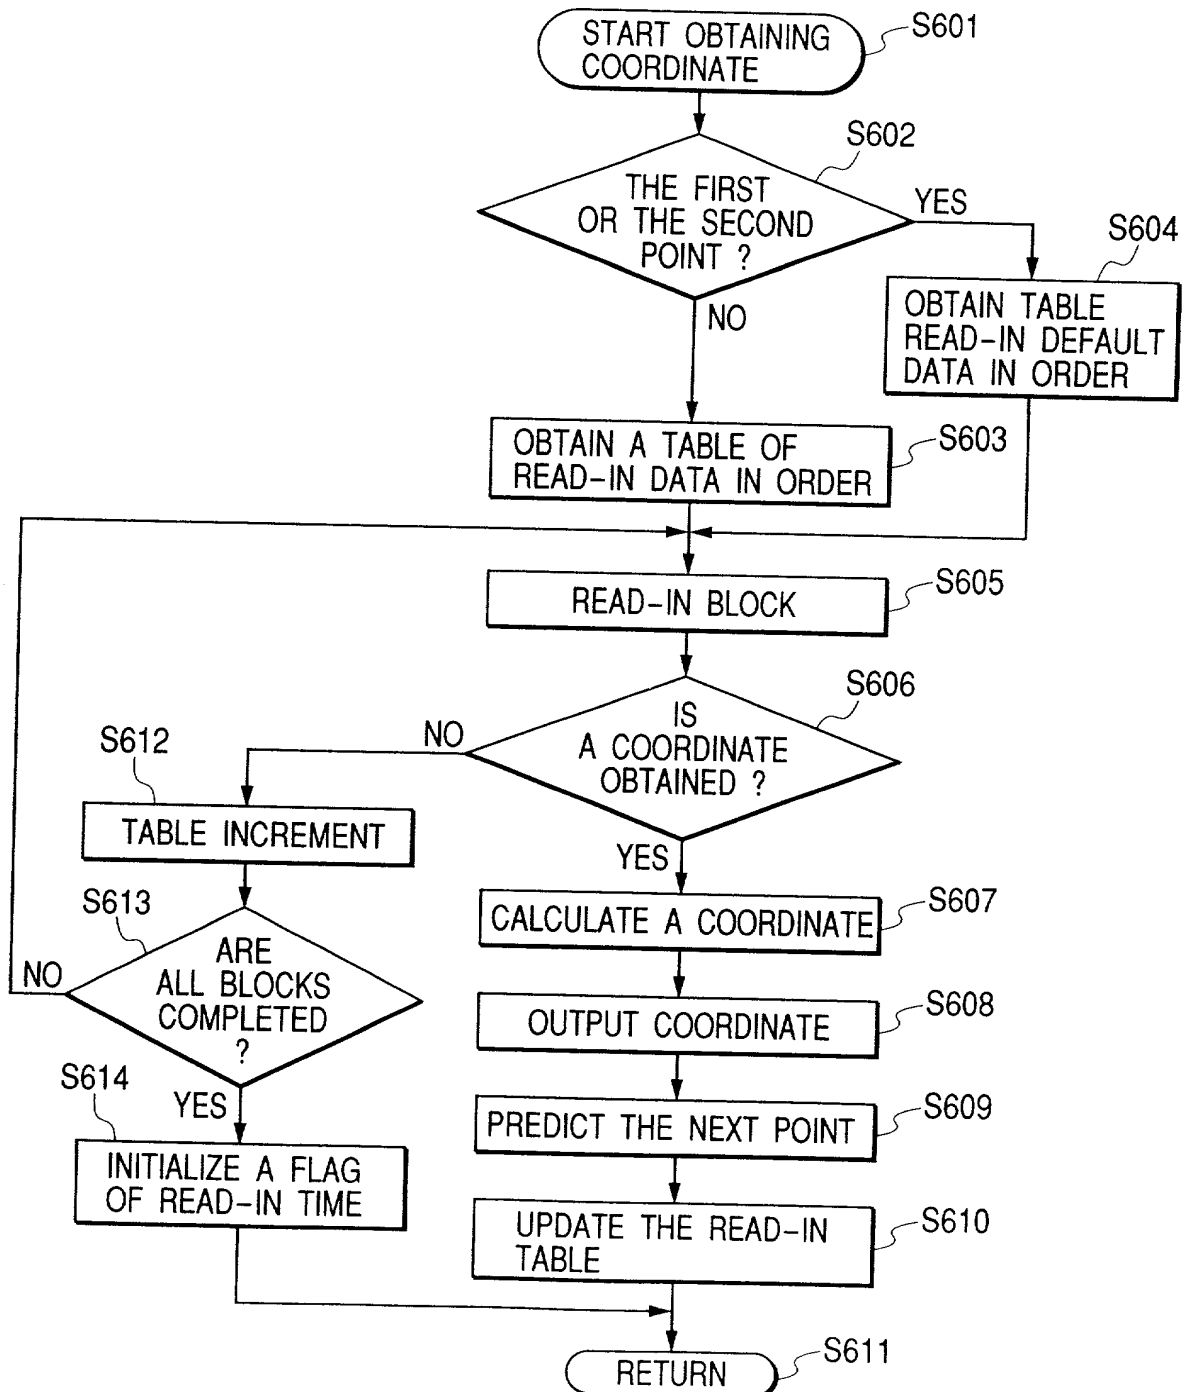 START OBTAINING
COORDINATE
S601
S602
THE FIRST
OR THE SECOND
POINT ?
YES
NO
S604
OBTAIN TABLE
READ-IN DEFAULT
DATA IN ORDER
OBTAIN A TABLE OF
READ-IN DATA IN ORDER
S603
READ-IN BLOCK
S605
S606
IS
A COORDINATE
OBTAINED ?
NO
YES
S612
TABLE INCREMENT
S613
ARE
ALL BLOCKS
COMPLETED
?
NO
YES
S614
INITIALIZE A FLAG
OF READ-IN TIME
CALCULATE A COORDINATE
S607
OUTPUT COORDINATE
S608
PREDICT THE NEXT POINT
S609
UPDATE THE READ-IN
TABLE
S610
RETURN
S611